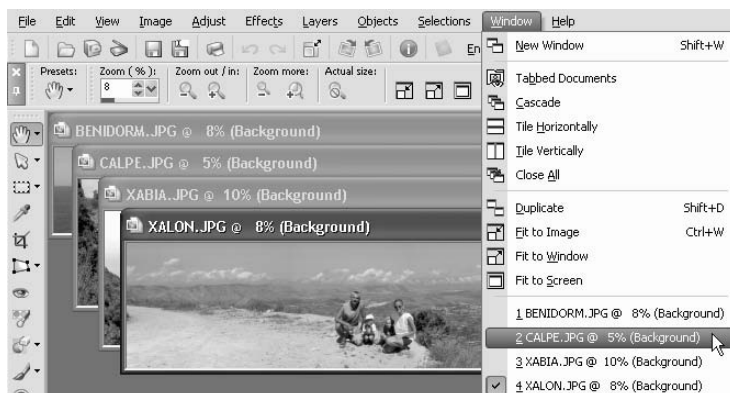 File Edit View Image Adjust Effects Layers Objects Selections Window Help
En
Presets: Zoom ( % ): Zoom out / in: Zoom more: Actual size:
8
BENIDORM.JPG @ 8% (Background)
CALPE.JPG @ 5% (Background)
XABIA.JPG @ 10% (Background)
XALON.JPG @ 8% (Background)
New Window Shift+W
Tabbed Documents
Cascade
Tile Horizontally
Tile Vertically
Close All
Duplicate Shift+D
Fit to Image Ctrl+W
Fit to Window
Fit to Screen
1 BENIDORM.JPG @ 8% (Background)
2 CALPE.JPG @ 5% (Background)
3 XABIA.JPG @ 10% (Background)
4 XALON.JPG @ 8% (Background)